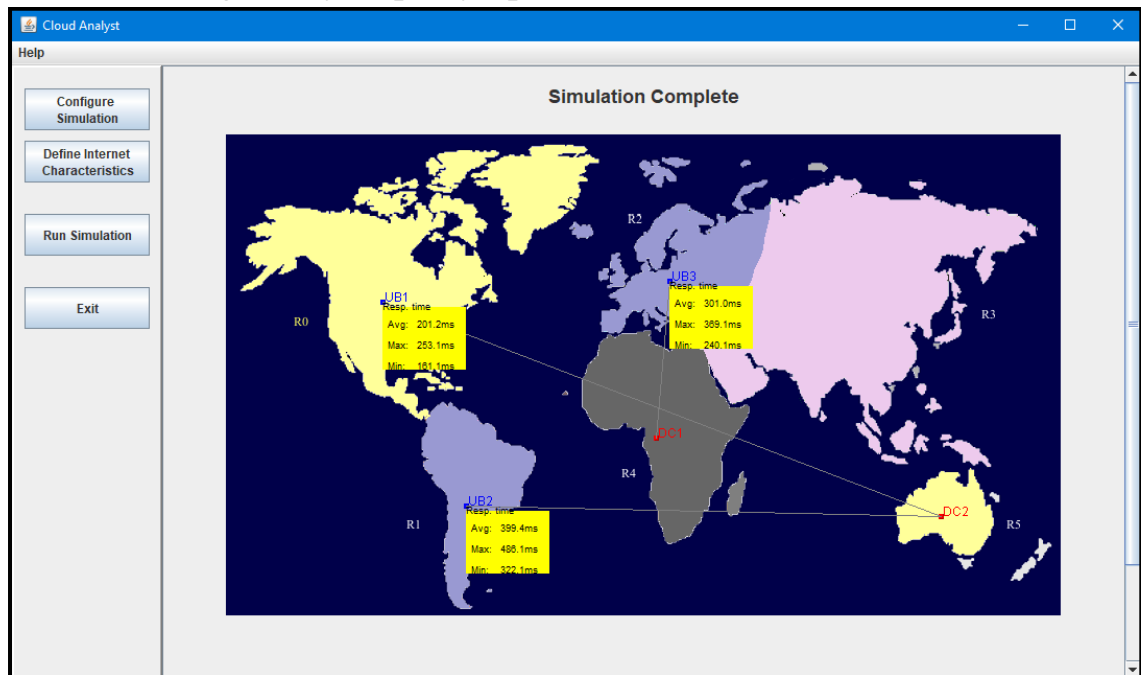 Cloud Analyst
Help
Configure
Simulation
Define Internet
Characteristics
Run Simulation
Exit
Simulation Complete
R2
UB3
Resp. time
Avg: 301.0ms
Max: 369.1ms
Min: 240.1ms
UB1
Resp. time
Avg: 201.2ms
Max: 253.1ms
Min: 161.1ms
R0
R3
DC1
R4
UB2
Resp. time
Avg: 399.4ms
Max: 486.1ms
Min: 322.1ms
R1
DC2
R5